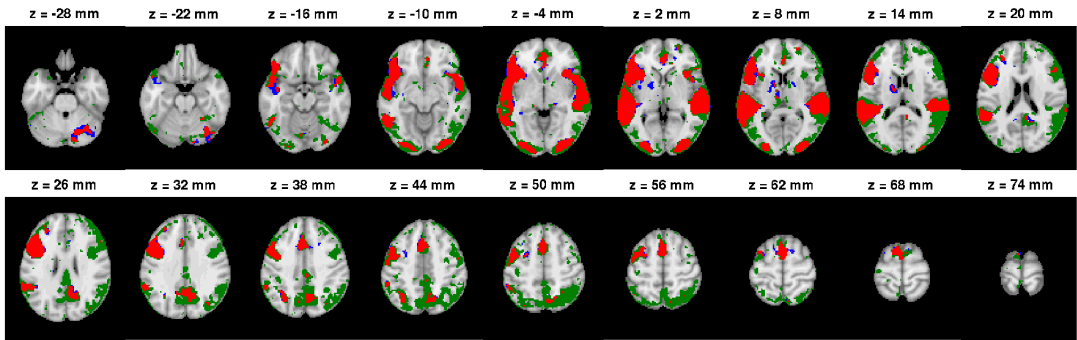 z = -28 mm z = -22 mm z = -16 mm z = -10 mm z = -4 mm z = 2 mm z = 8 mm z = 14 mm z = 20 mm
z = 26 mm z = 32 mm z = 38 mm z = 44 mm z = 50 mm z = 56 mm z = 62 mm z = 68 mm z = 74 mm